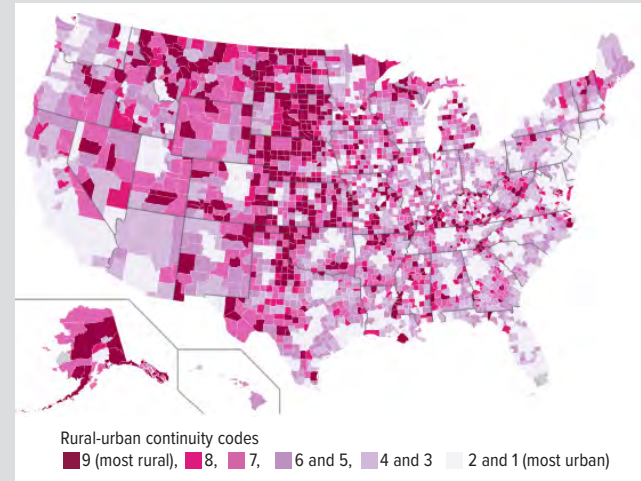 Rural-urban continuity codes
9 (most rural), 8, 7, 6 and 5, 4 and 3 2 and 1 (most urban)